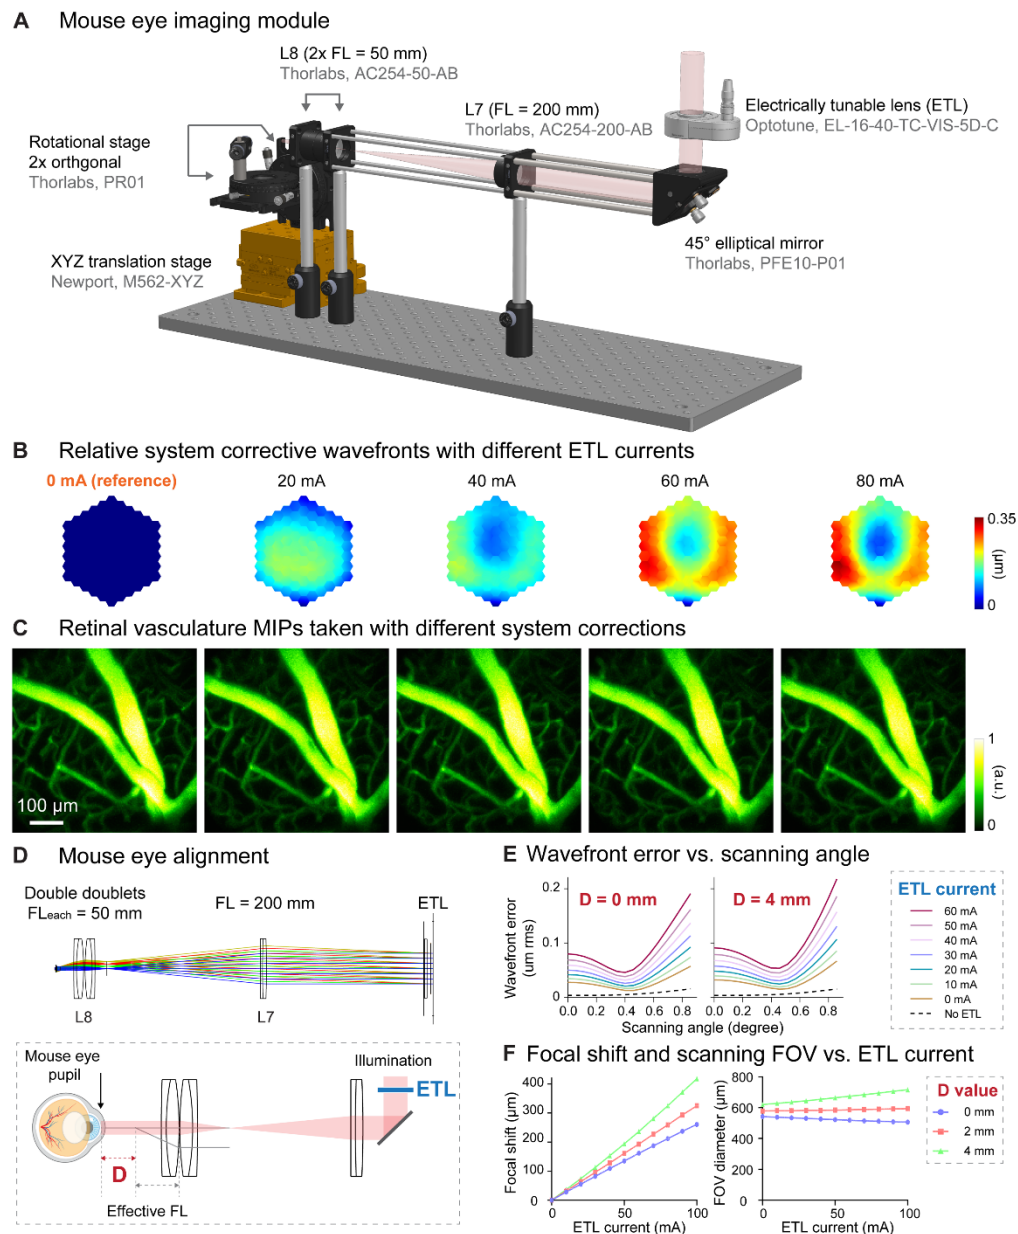 A Mouse eye imaging module
L8 (2x FL = 50 mm)
Thorlabs, AC254-50-AB
L7 (FL = 200 mm)
Thorlabs, AC254-200-AB
Electrically tunable lens (ETL)
Optotune, EL-16-40-TC-VIS-5D-C
Rotational stage
2x orthgonal
Thorlabs, PR01
45° elliptical mirror
Thorlabs, PFE10-P01
XYZ translation stage
Newport, M562-XYZ
B Relative system corrective wavefronts with different ETL currents
0 mA (reference) 20 mA 40 mA 60 mA 80 mA
0.35
(µm)
0
C Retinal vasculature MIPs taken with different system corrections
100 µm
1
(a.u.)
0
D Mouse eye alignment
Double doublets
FLeach = 50 mm
FL = 200 mm
ETL
L8
L7
Mouse eye
pupil
Illumination
ETL
D
Effective FL
E Wavefront error vs. scanning angle
Wavefront error
(um rms)
0.2
0.1
0
D = 0 mm
D = 4 mm
0.0 0.2 0.4 0.6 0.8 0.0 0.2 0.4 0.6 0.8
Scanning angle (degree)
ETL current
60 mA
50 mA
40 mA
30 mA
20 mA
10 mA
0 mA
No ETL
F Focal shift and scanning FOV vs. ETL current
Focal shift (µm)
400
300
200
100
0
0 50 100
ETL current (mA)
FOV diameter (µm)
800
600
400
200
0
0 50 100
ETL current (mA)
D value
0 mm
2 mm
4 mm